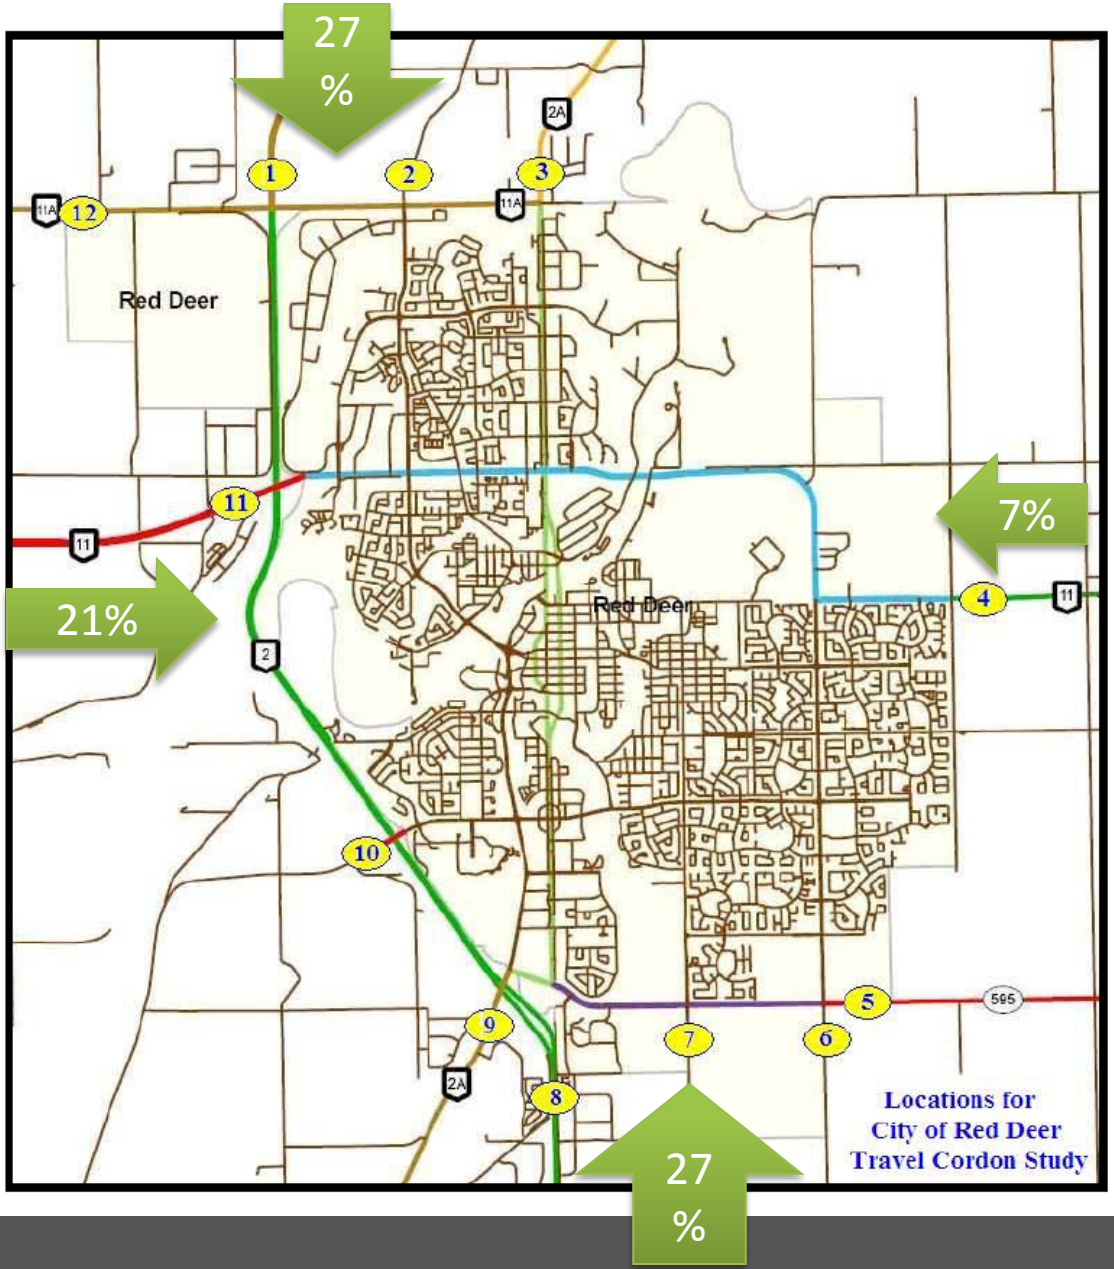 27
%
2A
1
2
3
11A
12
11A
Red Deer
11
11
7%
21%
Red Deer
4
11
2
10
5
595
9
7
6
2A
8
Locations for
City of Red Deer
Travel Cordon Study
27
%